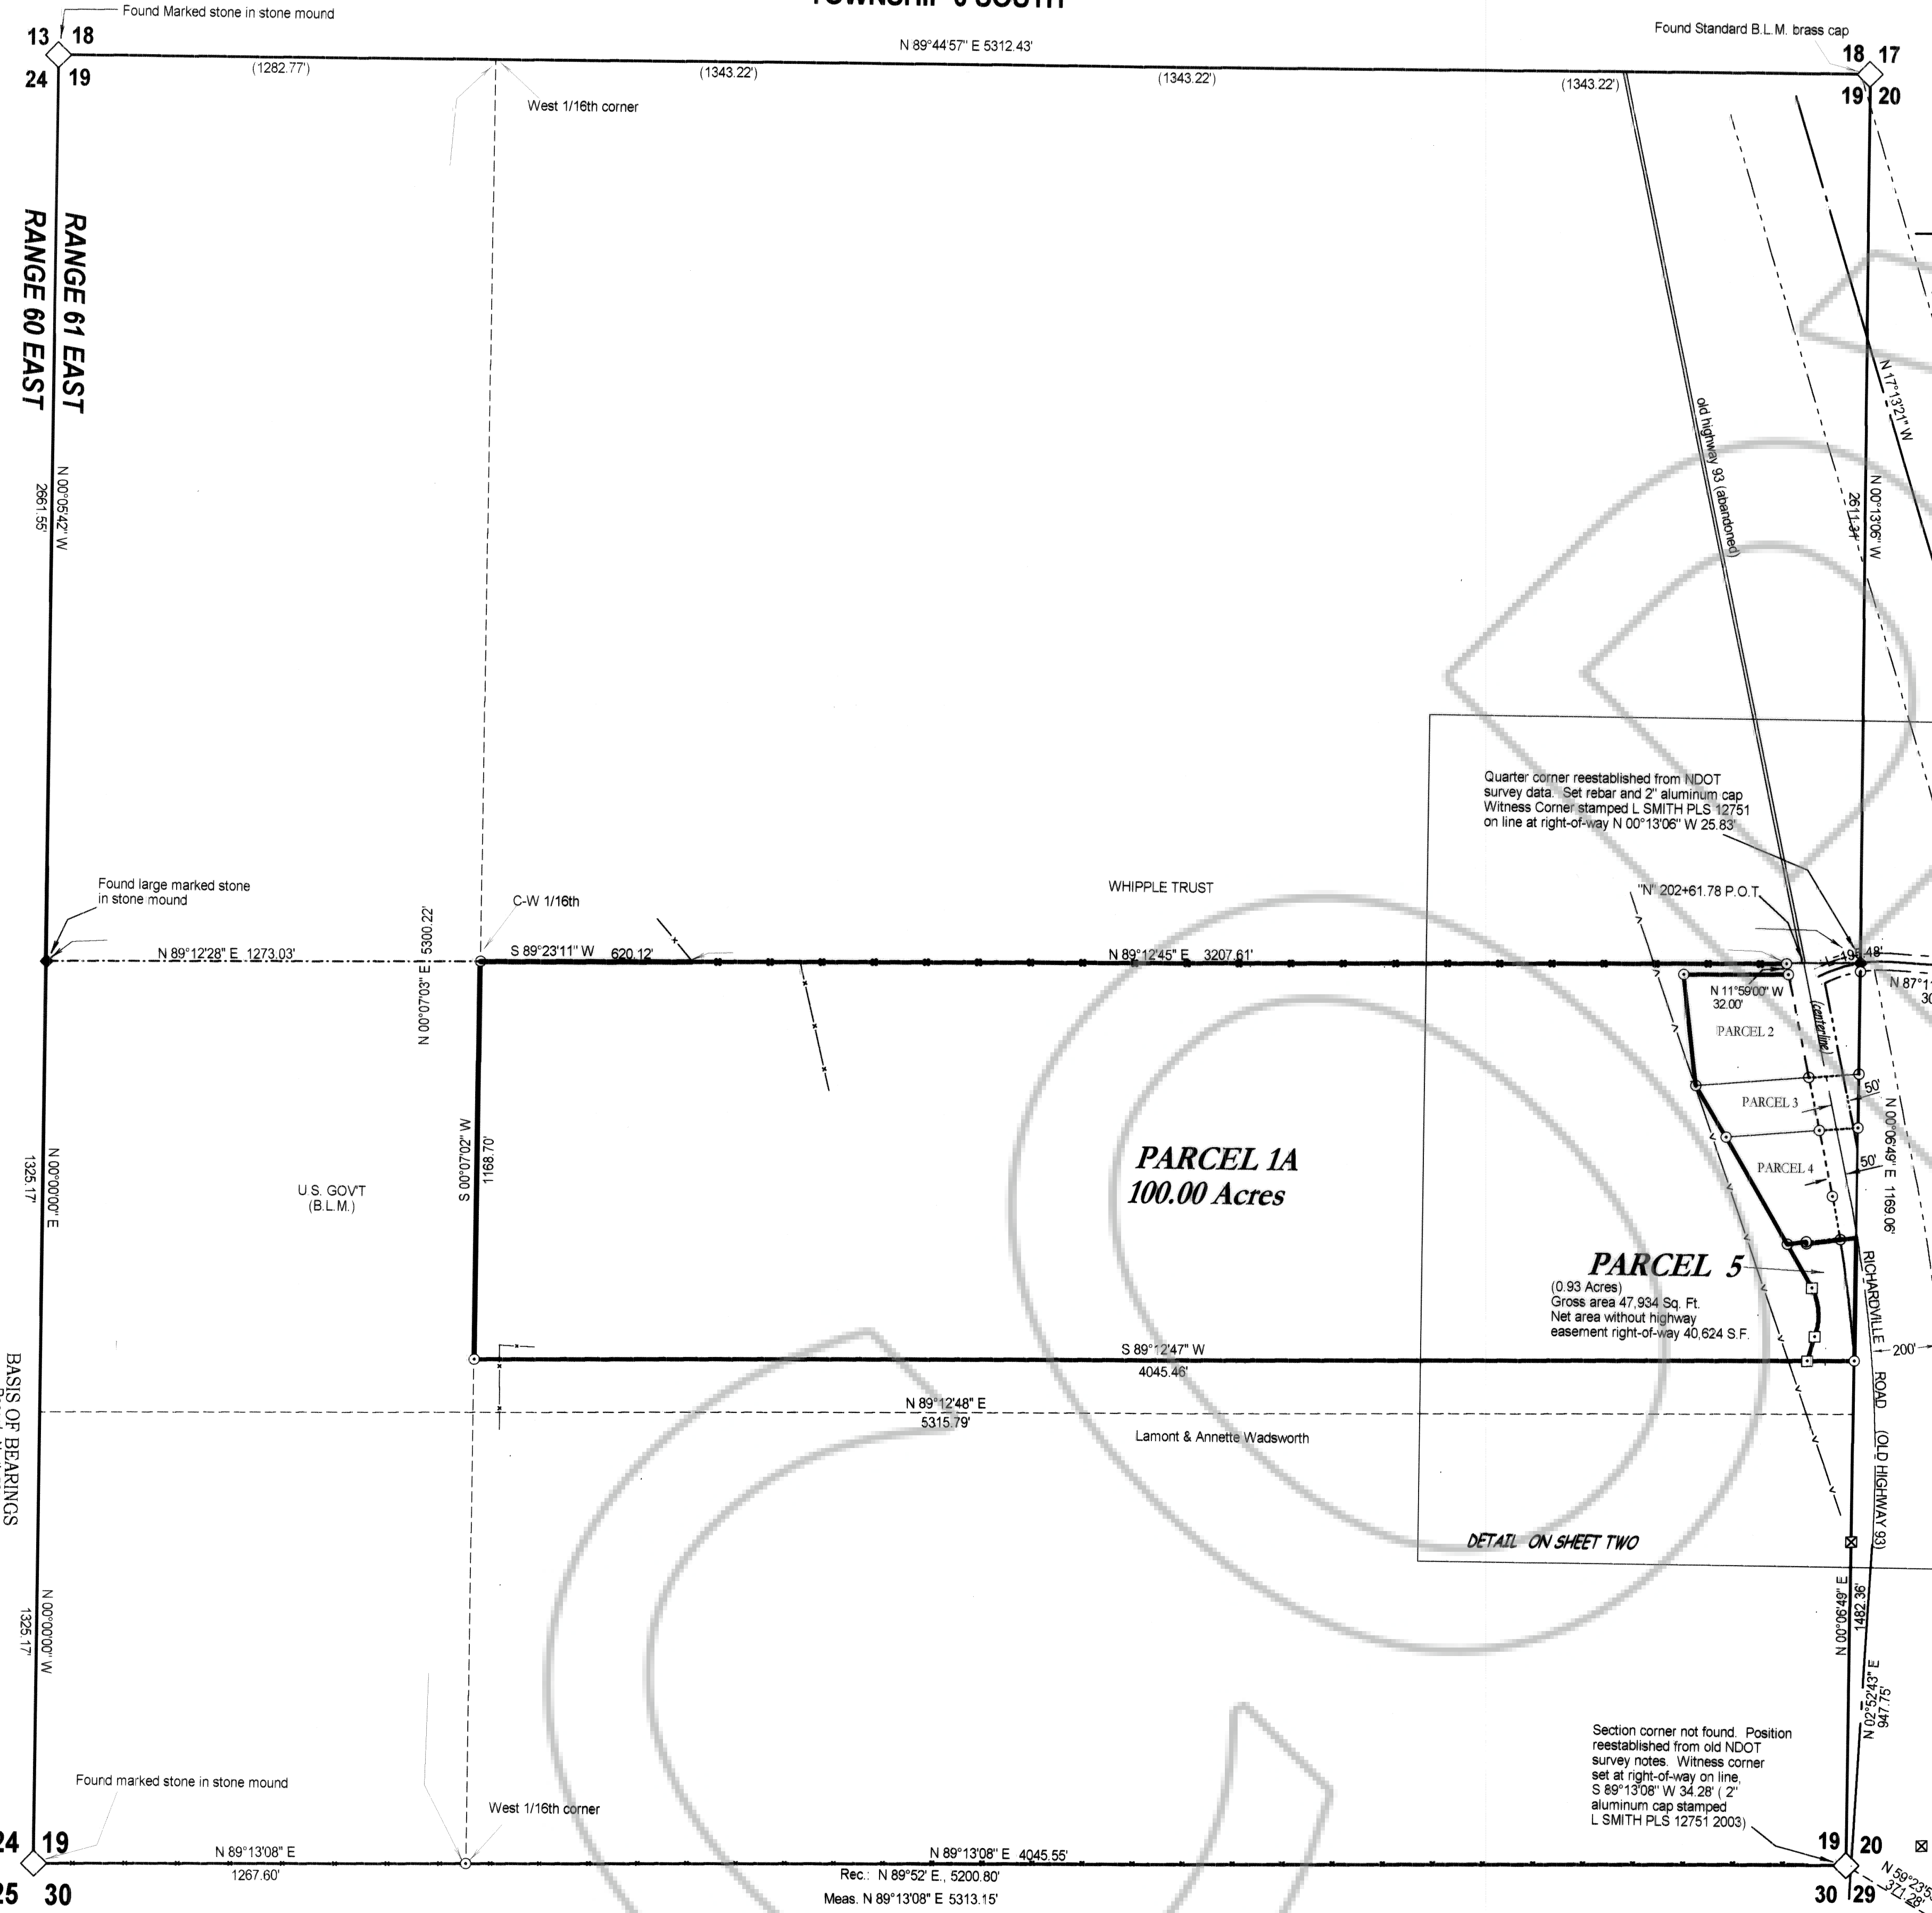 Found Marked stone in stone mound
13 18
24 19
N 89°44'57" E 5312.43'
(1282.77')
(1343.22')
(1343.22')
(1343.22')
Found Standard B.L.M. brass cap
18 17
19 20
West 1/16th corner
RANGE 61 EAST
RANGE 60 EAST
N 00°05'42" W
2661.55'
old highway 93 (abandoned)
N 17°13'21" W
N 00°13'06" W
2611.31'
Quarter corner reestablished from NDOT
survey data. Set rebar and 2" aluminum cap
Witness Corner stamped L SMITH PLS 12751
on line at right-of-way N 00°13'06" W 25.83'
"N" 202+61.78 P.O.T.
WHIPPLE TRUST
Found large marked stone
in stone mound
C-W 1/16th
N 89°12'28" E 1273.03'
N 00°07'03" E 5300.22'
S 89°23'11" W 620.12'
N 89°12'45" E 3207.61'
N 11°59'00" W
32.00'
(centerline)
PARCEL 2
PARCEL 3
PARCEL 4
50'
50'
N 00°06'49" E 1169.06'
S 00°07'02" W
1168.70'
N 00°00'00" E
1325.17'
U.S. GOV'T
(B.L.M.)
PARCEL 1A
100.00 Acres
PARCEL 5
(0.93 Acres)
Gross area 47,934 Sq. Ft.
Net area without highway
easement right-of-way 40,624 S.F.
RICHARDVILLE ROAD (OLD HIGHWAY 93)
200'
S 89°12'47" W
4045.46'
N 89°12'48" E
5315.79'
Lamont & Annette Wadsworth
BASIS OF BEARINGS
DETAIL ON SHEET TWO
N 00°00'00" W
1325.17'
N 00°06'49" E
1482.36'
N 02°52'43" E
947.75'
Section corner not found. Position
reestablished from old NDOT
survey notes. Witness corner
set at right-of-way on line,
S 89°13'08" W 34.28' ( 2"
aluminum cap stamped
L SMITH PLS 12751 2003)
Found marked stone in stone mound
West 1/16th corner
24 19
25 30
N 89°13'08" E
1267.60'
N 89°13'08" E 4045.55'
Rec.: N 89°52' E., 5200.80'
Meas. N 89°13'08" E 5313.15'
19 20
30 29
371.28'